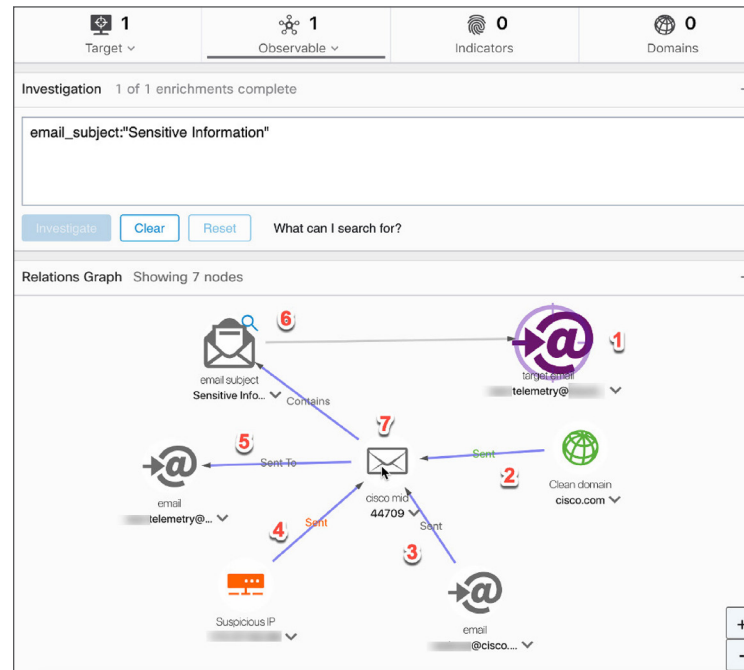 1 1 0 0
Target Observable Indicators Domains
Investigation 1 of 1 enrichments complete
email_subject:"Sensitive Information"
Investigate Clear Reset What can I search for?
Relations Graph Showing 7 nodes
6
1
email subject
Sensitive Info...
target email
telemetry@
Contains
7
5
Sent To
Sent
2
email
telemetry@...
cisco mid
44709
Clean domain
cisco.com
4
Sent
Sent
3
Suspicious IP
email
@cisco....